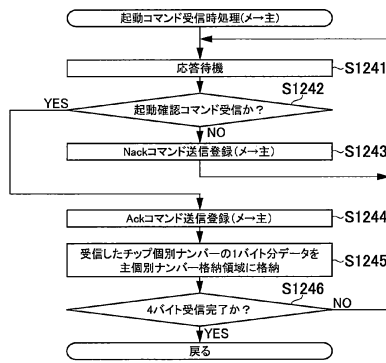 起動コマンド受信時処理(メ→主)
応答待機
S1241
S1242
起動確認コマンド受信か?
YES
NO
Nackコマンド送信登録(メ→主)
S1243
Ackコマンド送信登録(メ→主)
S1244
受信したチップ個別ナンバーの1バイト分データを
主個別ナンバー格納領域に格納
S1245
S1246
4バイト受信完了か?
NO
YES
戻る